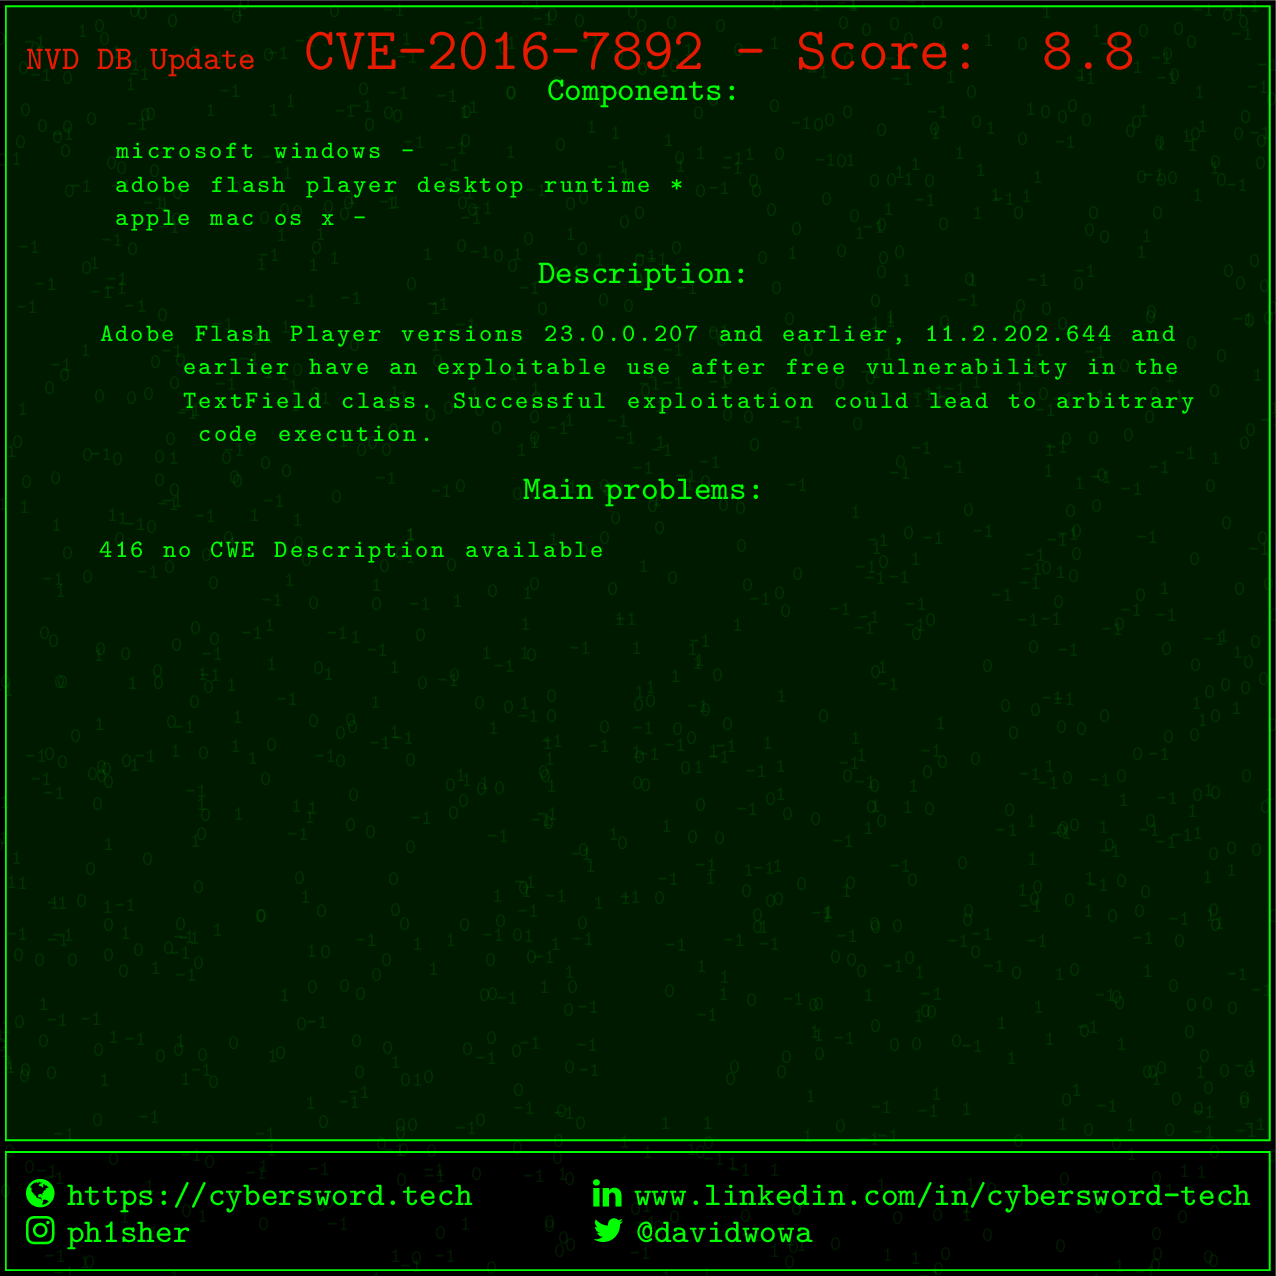 NVD DB Update CVE-2016-7892 - Score: 8.8
Components:
microsoft windows -
adobe flash player desktop runtime *
apple mac os x -
Description:
Adobe Flash Player versions 23.0.0.207 and earlier, 11.2.202.644 and
earlier have an exploitable use after free vulnerability in the
TextField class. Successful exploitation could lead to arbitrary
code execution.
Main problems:
416 no CWE Description available
https://cybersword.tech
www.linkedin.com/in/cybersword-tech
ph1sher
@davidwowa